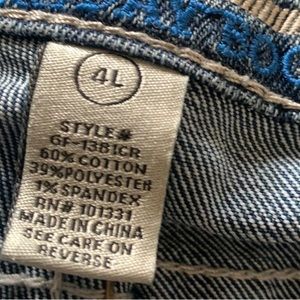 4L
STYLE#
GF-1381CR
60% COTTON
39% POLYESTER
1% SPANDEX
RN# 101331
MADE IN CHINA
SEE CARE ON
REVERSE